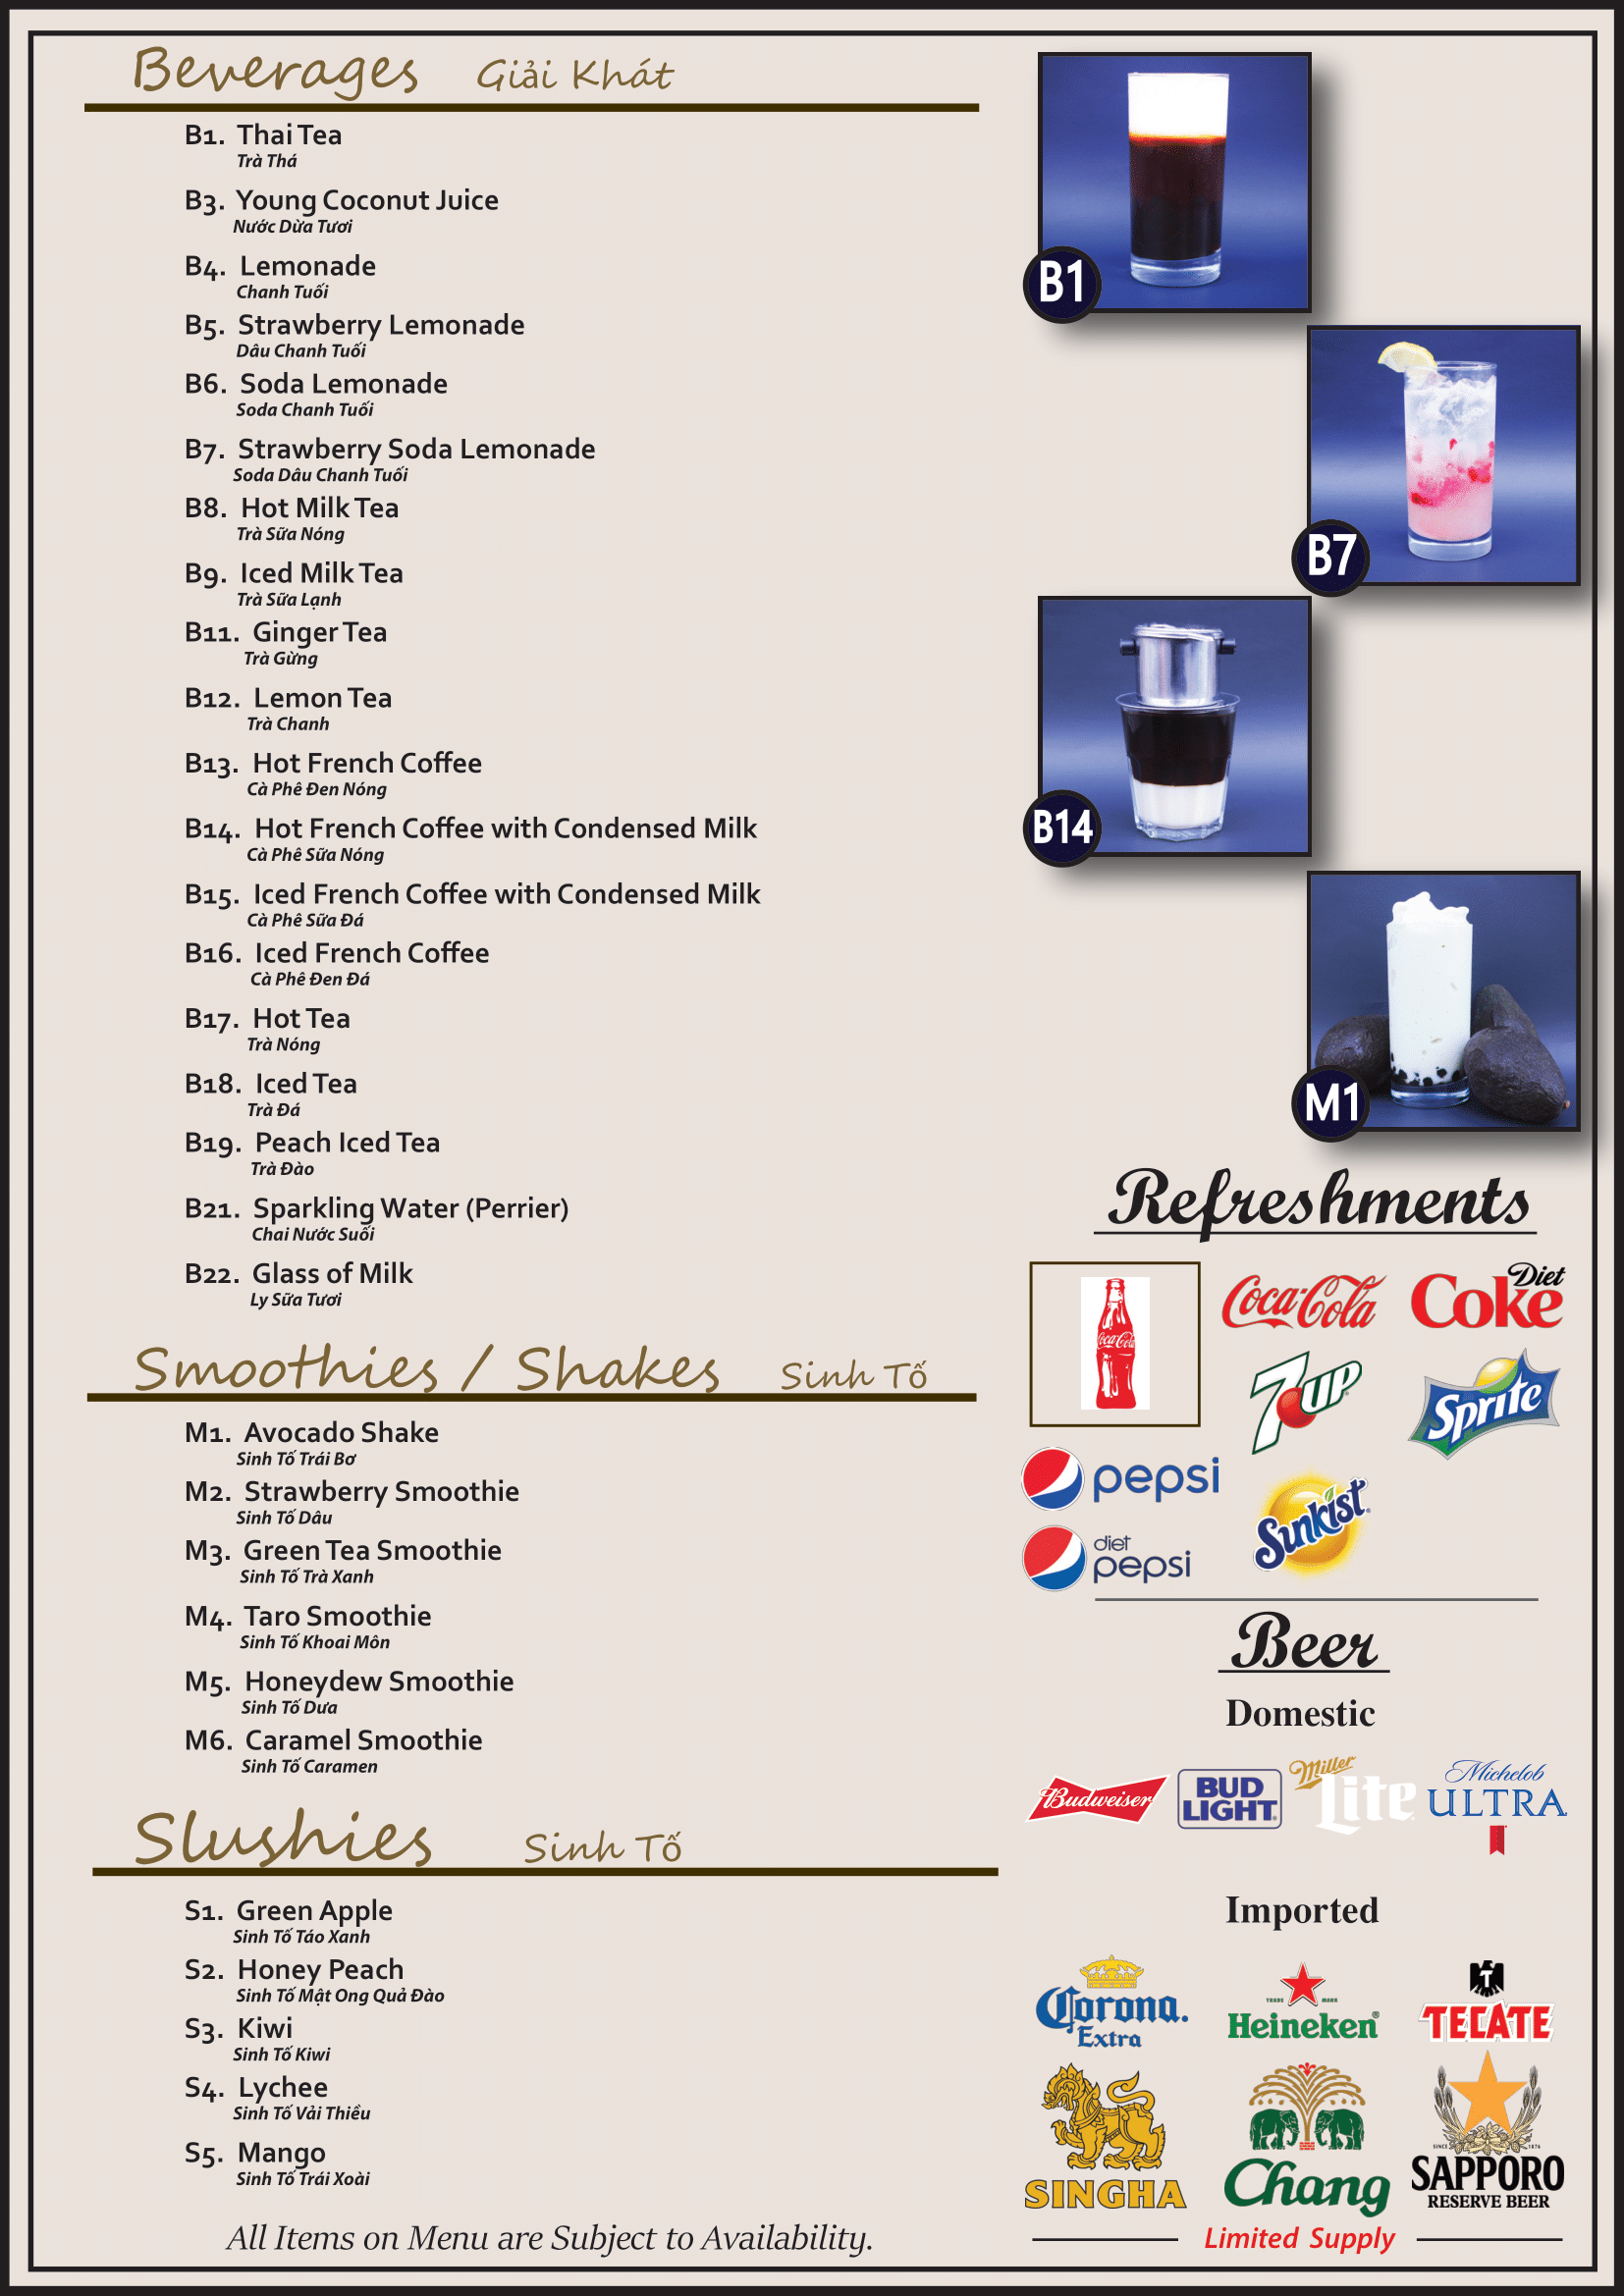 Beverages Giải Khát
B1. Thai Tea
Trà Thá
B3. Young Coconut Juice
Nước Dừa Tươi
B4. Lemonade
Chanh Tuối
B5. Strawberry Lemonade
Dâu Chanh Tuối
B6. Soda Lemonade
Soda Chanh Tuối
B7. Strawberry Soda Lemonade
Soda Dâu Chanh Tuối
B8. Hot Milk Tea
Trà Sữa Nóng
B9. Iced Milk Tea
Trà Sữa Lạnh
B11. Ginger Tea
Trà Gừng
B12. Lemon Tea
Trà Chanh
B13. Hot French Coffee
Cà Phê Đen Nóng
B14. Hot French Coffee with Condensed Milk
Cà Phê Sữa Nóng
B15. Iced French Coffee with Condensed Milk
Cà Phê Sữa Đá
B16. Iced French Coffee
Cà Phê Đen Đá
B17. Hot Tea
Trà Nóng
B18. Iced Tea
Trà Đá
B19. Peach Iced Tea
Trà Đào
B21. Sparkling Water (Perrier)
Chai Nước Suối
B22. Glass of Milk
Ly Sữa Tươi
Smoothies / Shakes Sinh Tố
M1. Avocado Shake
Sinh Tố Trái Bơ
M2. Strawberry Smoothie
Sinh Tố Dâu
M3. Green Tea Smoothie
Sinh Tố Trà Xanh
M4. Taro Smoothie
Sinh Tố Khoai Môn
M5. Honeydew Smoothie
Sinh Tố Dưa
M6. Caramel Smoothie
Sinh Tố Caramen
Slushies Sinh Tố
S1. Green Apple
Sinh Tố Táo Xanh
S2. Honey Peach
Sinh Tố Mật Ong Quả Đào
S3. Kiwi
Sinh Tố Kiwi
S4. Lychee
Sinh Tố Vải Thiều
S5. Mango
Sinh Tố Trái Xoài
All Items on Menu are Subject to Availability.
B1
B7
B14
M1
Refreshments
Coca-Cola
Coca-Cola
Diet
Coke
7UP
Sprite
pepsi
Sunkist
diet
pepsi
Beer
Domestic
Budweiser
BUD
LIGHT
Miller
Lite
Michelob
ULTRA
Imported
Corona
Extra
TRADE MARK
Heineken
T
TECATE
SINGHA
Chang
SINCE 1876
SAPPORO
RESERVE BEER
Limited Supply